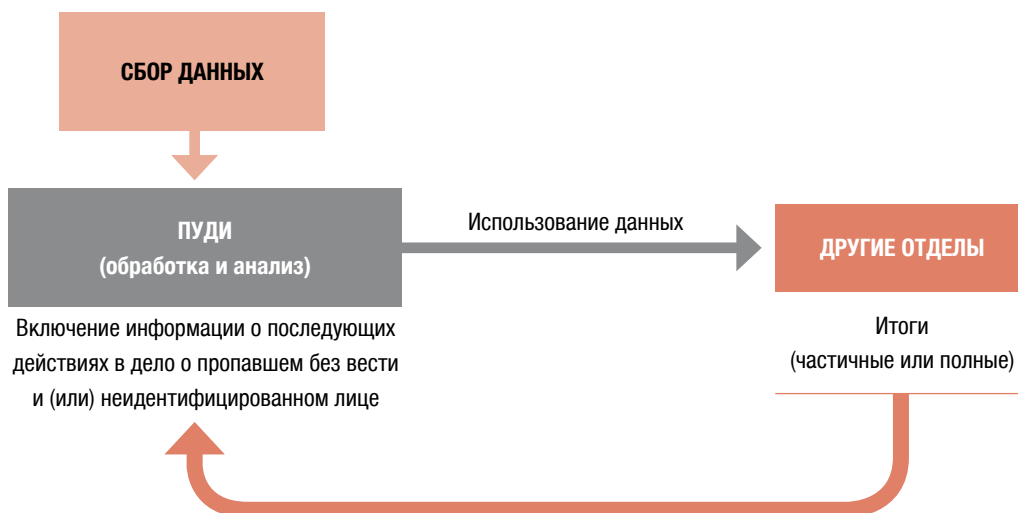 СБОР ДАННЫХ
ПУДИ
(обработка и анализ)
Использование данных
ДРУГИЕ ОТДЕЛЫ
Включение информации о последующих
действиях в дело о пропавшем без вести
и (или) неидентифицированном лице
Итоги
(частичные или полные)